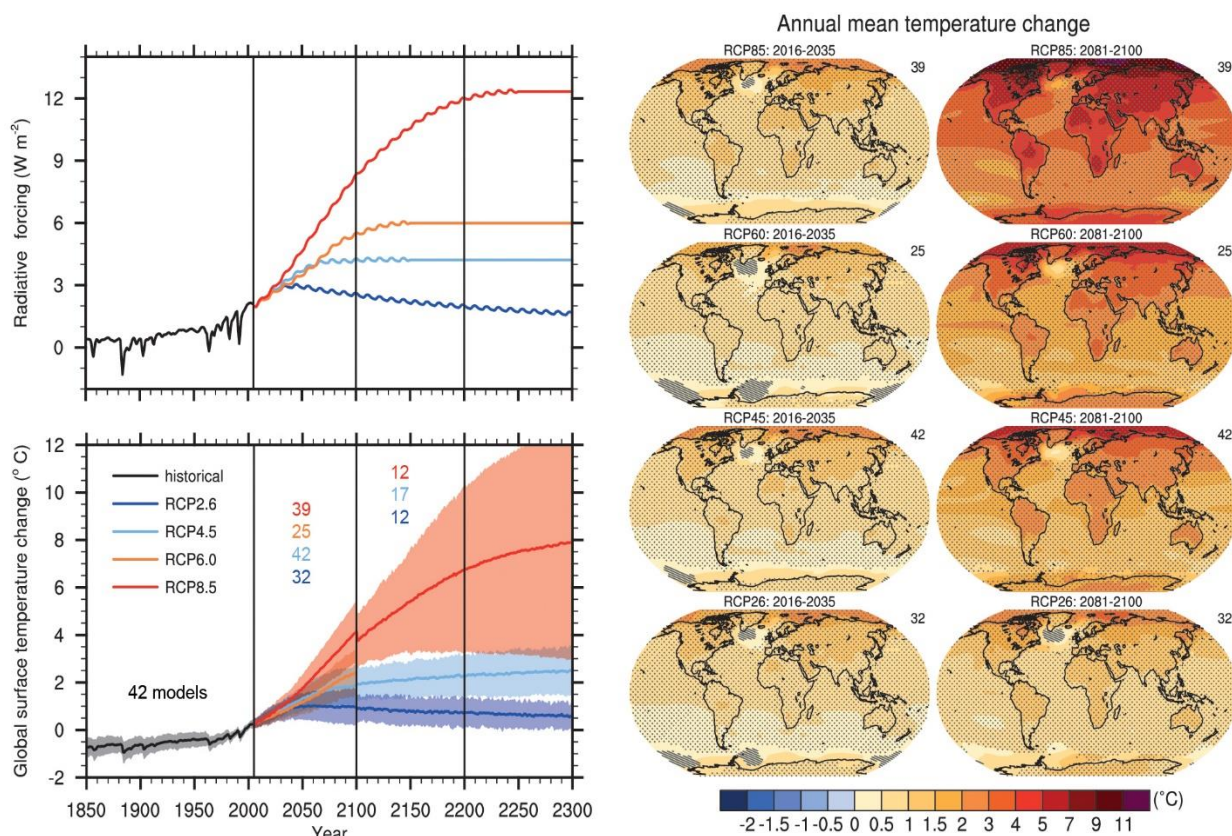 12
9
6
3
0
Radiative forcing (W m⁻²)
12
10
8
6
4
2
0
-2
Global surface temperature change (° C)
historical
RCP2.6
RCP4.5
RCP6.0
RCP8.5
42 models
39
25
42
32
12
17
12
1850 1900 1950 2000 2050 2100 2150 2200 2250 2300
Year
Annual mean temperature change
RCP85: 2016-2035
RCP85: 2081-2100
39
39
RCP60: 2016-2035
RCP60: 2081-2100
25
25
RCP45: 2016-2035
RCP45: 2081-2100
42
42
RCP26: 2016-2035
RCP26: 2081-2100
32
32
(°C)
-2 -1.5 -1 -0.5 0 0.5 1 1.5 2 3 4 5 7 9 11